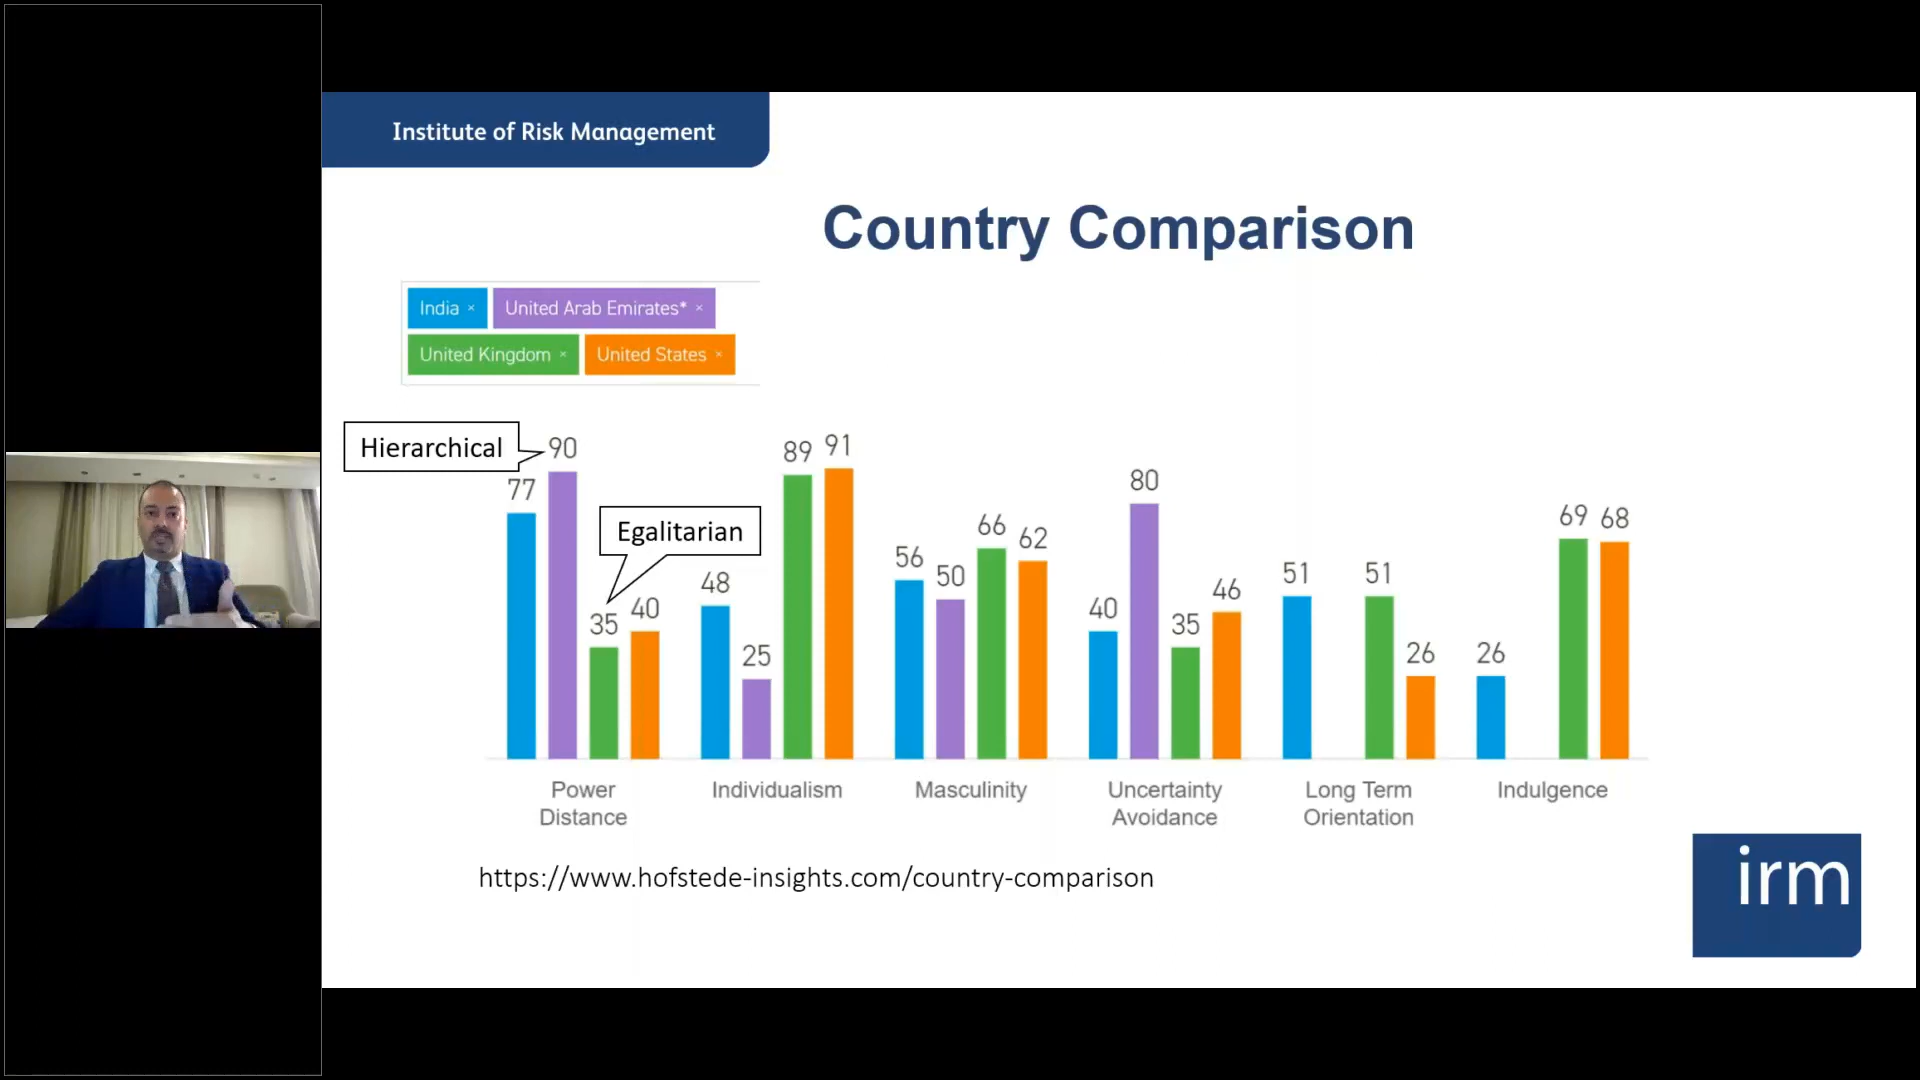 Institute of Risk Management
Country Comparison
India ×
United Arab Emirates* ×
United Kingdom ×
United States ×
Hierarchical
Egalitarian
77
90
35
40
48
25
89
91
56
50
66
62
40
80
35
46
51
51
26
26
69
68
Power
Distance
Individualism
Masculinity
Uncertainty
Avoidance
Long Term
Orientation
Indulgence
https://www.hofstede-insights.com/country-comparison
irm